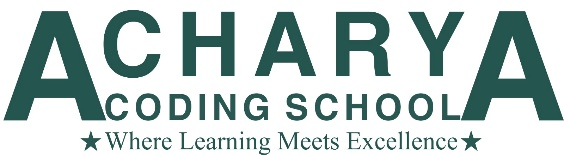 ACHARYA
CODING SCHOOL
★Where Learning Meets Excellence★